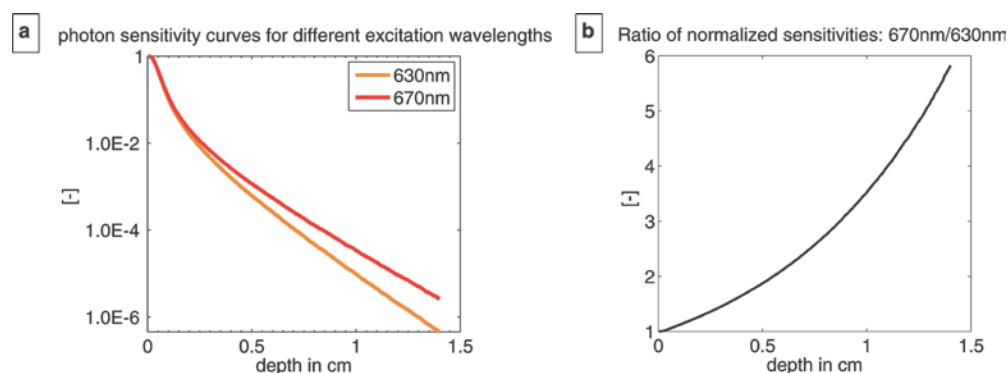 a
photon sensitivity curves for different excitation wavelengths
1
1.0E-2
1.0E-4
1.0E-6
[-]
630nm
670nm
0
0.5
1
1.5
depth in cm
b
Ratio of normalized sensitivities: 670nm/630nm
6
5
4
3
2
1
[-]
0
0.5
1
1.5
depth in cm